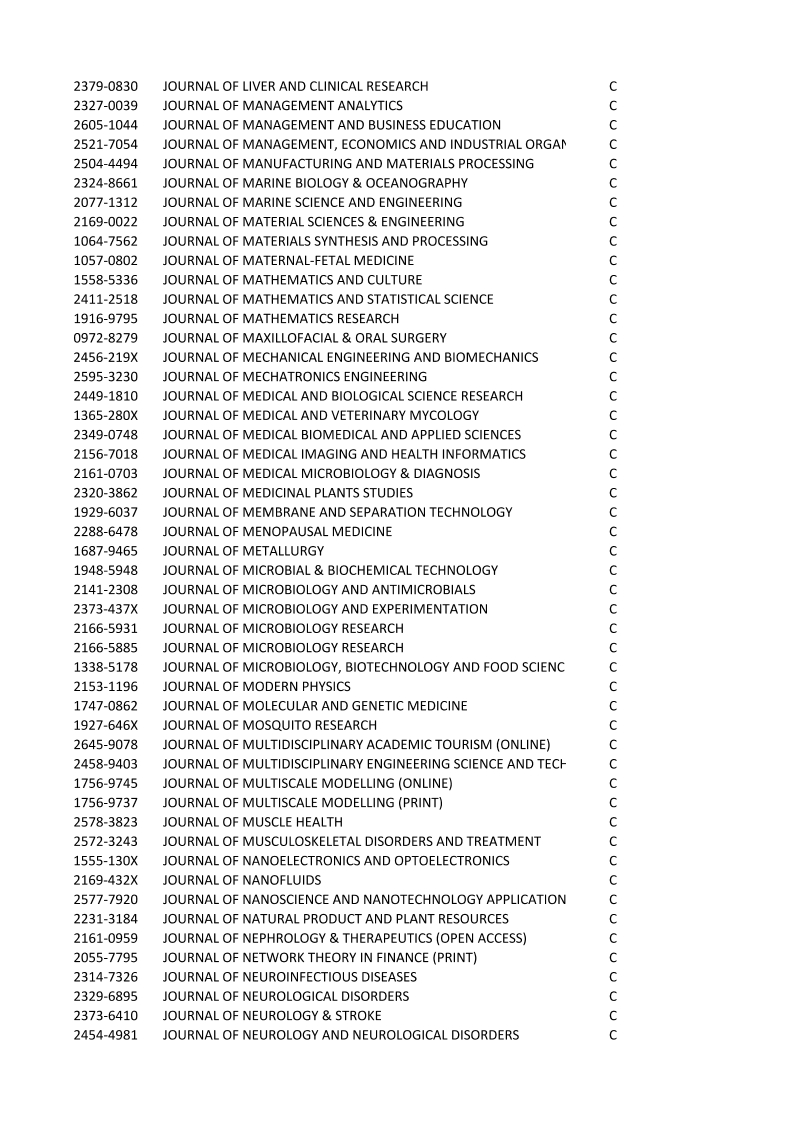 2379-0830 JOURNAL OF LIVER AND CLINICAL RESEARCH C
2327-0039 JOURNAL OF MANAGEMENT ANALYTICS C
2605-1044 JOURNAL OF MANAGEMENT AND BUSINESS EDUCATION C
2521-7054 JOURNAL OF MANAGEMENT, ECONOMICS AND INDUSTRIAL ORGAN C
2504-4494 JOURNAL OF MANUFACTURING AND MATERIALS PROCESSING C
2324-8661 JOURNAL OF MARINE BIOLOGY & OCEANOGRAPHY C
2077-1312 JOURNAL OF MARINE SCIENCE AND ENGINEERING C
2169-0022 JOURNAL OF MATERIAL SCIENCES & ENGINEERING C
1064-7562 JOURNAL OF MATERIALS SYNTHESIS AND PROCESSING C
1057-0802 JOURNAL OF MATERNAL-FETAL MEDICINE C
1558-5336 JOURNAL OF MATHEMATICS AND CULTURE C
2411-2518 JOURNAL OF MATHEMATICS AND STATISTICAL SCIENCE C
1916-9795 JOURNAL OF MATHEMATICS RESEARCH C
0972-8279 JOURNAL OF MAXILLOFACIAL & ORAL SURGERY C
2456-219X JOURNAL OF MECHANICAL ENGINEERING AND BIOMECHANICS C
2595-3230 JOURNAL OF MECHATRONICS ENGINEERING C
2449-1810 JOURNAL OF MEDICAL AND BIOLOGICAL SCIENCE RESEARCH C
1365-280X JOURNAL OF MEDICAL AND VETERINARY MYCOLOGY C
2349-0748 JOURNAL OF MEDICAL BIOMEDICAL AND APPLIED SCIENCES C
2156-7018 JOURNAL OF MEDICAL IMAGING AND HEALTH INFORMATICS C
2161-0703 JOURNAL OF MEDICAL MICROBIOLOGY & DIAGNOSIS C
2320-3862 JOURNAL OF MEDICINAL PLANTS STUDIES C
1929-6037 JOURNAL OF MEMBRANE AND SEPARATION TECHNOLOGY C
2288-6478 JOURNAL OF MENOPAUSAL MEDICINE C
1687-9465 JOURNAL OF METALLURGY C
1948-5948 JOURNAL OF MICROBIAL & BIOCHEMICAL TECHNOLOGY C
2141-2308 JOURNAL OF MICROBIOLOGY AND ANTIMICROBIALS C
2373-437X JOURNAL OF MICROBIOLOGY AND EXPERIMENTATION C
2166-5931 JOURNAL OF MICROBIOLOGY RESEARCH C
2166-5885 JOURNAL OF MICROBIOLOGY RESEARCH C
1338-5178 JOURNAL OF MICROBIOLOGY, BIOTECHNOLOGY AND FOOD SCIENC C
2153-1196 JOURNAL OF MODERN PHYSICS C
1747-0862 JOURNAL OF MOLECULAR AND GENETIC MEDICINE C
1927-646X JOURNAL OF MOSQUITO RESEARCH C
2645-9078 JOURNAL OF MULTIDISCIPLINARY ACADEMIC TOURISM (ONLINE) C
2458-9403 JOURNAL OF MULTIDISCIPLINARY ENGINEERING SCIENCE AND TECH C
1756-9745 JOURNAL OF MULTISCALE MODELLING (ONLINE) C
1756-9737 JOURNAL OF MULTISCALE MODELLING (PRINT) C
2578-3823 JOURNAL OF MUSCLE HEALTH C
2572-3243 JOURNAL OF MUSCULOSKELETAL DISORDERS AND TREATMENT C
1555-130X JOURNAL OF NANOELECTRONICS AND OPTOELECTRONICS C
2169-432X JOURNAL OF NANOFLUIDS C
2577-7920 JOURNAL OF NANOSCIENCE AND NANOTECHNOLOGY APPLICATION C
2231-3184 JOURNAL OF NATURAL PRODUCT AND PLANT RESOURCES C
2161-0959 JOURNAL OF NEPHROLOGY & THERAPEUTICS (OPEN ACCESS) C
2055-7795 JOURNAL OF NETWORK THEORY IN FINANCE (PRINT) C
2314-7326 JOURNAL OF NEUROINFECTIOUS DISEASES C
2329-6895 JOURNAL OF NEUROLOGICAL DISORDERS C
2373-6410 JOURNAL OF NEUROLOGY & STROKE C
2454-4981 JOURNAL OF NEUROLOGY AND NEUROLOGICAL DISORDERS C